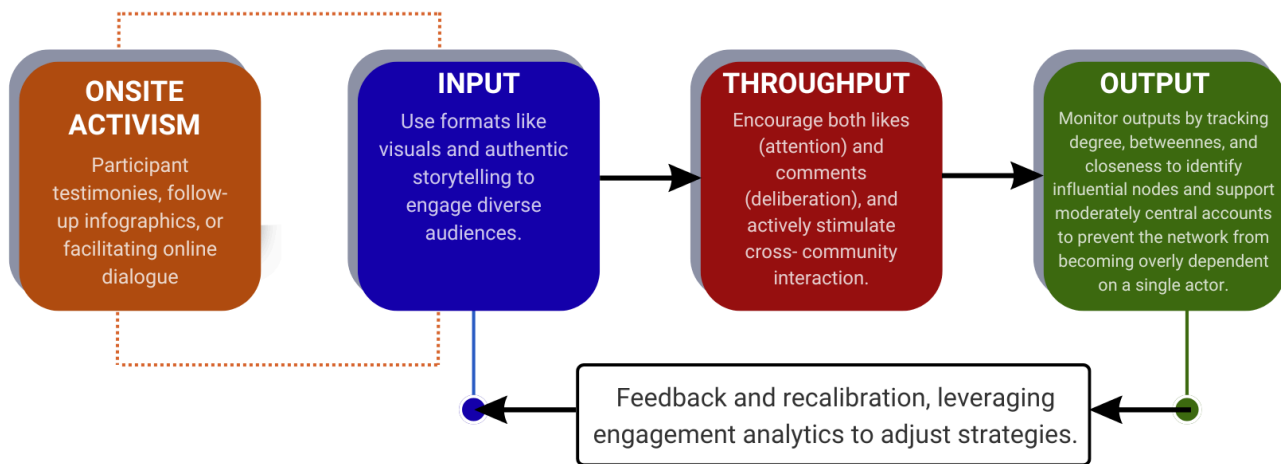 ONSITE
ACTIVISM
Participant
testimonies, follow-
up infographics, or
facilitating online
dialogue
INPUT
Use formats like
visuals and authentic
storytelling to
engage diverse
audiences.
THROUGHPUT
Encourage both likes
(attention) and
comments
(deliberation), and
actively stimulate
cross- community
interaction.
OUTPUT
Monitor outputs by tracking
degree, betweennes, and
closeness to identify
influential nodes and support
moderately central accounts
to prevent the network from
becoming overly dependent
on a single actor.
Feedback and recalibration, leveraging
engagement analytics to adjust strategies.